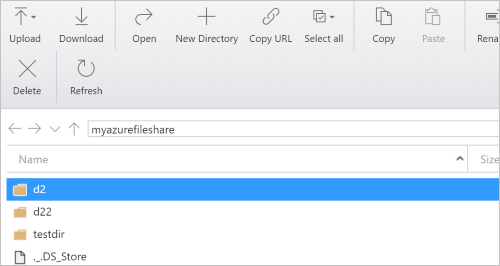 Upload Download Open New Directory Copy URL Select all Copy Paste Rena
Delete Refresh
myazurefileshare
Name Size
d2
d22
testdir
._.DS_Store